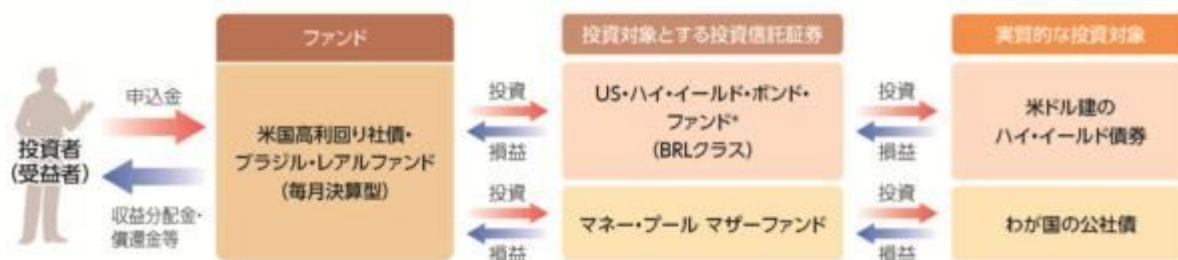 ファンド
投資対象とする投資信託証券
実質的な投資対象
申込金
投資者
(受益者)
収益分配金・
償還金等
米国高利回り社債・
ブラジル・レアルファンド
(毎月決算型)
投資
損益
US・ハイ・イールド・ボンド・
ファンド*
(BRLクラス)
投資
損益
米ドル建の
ハイ・イールド債券
投資
損益
マネー・プール マザーファンド
投資
損益
わが国の公社債